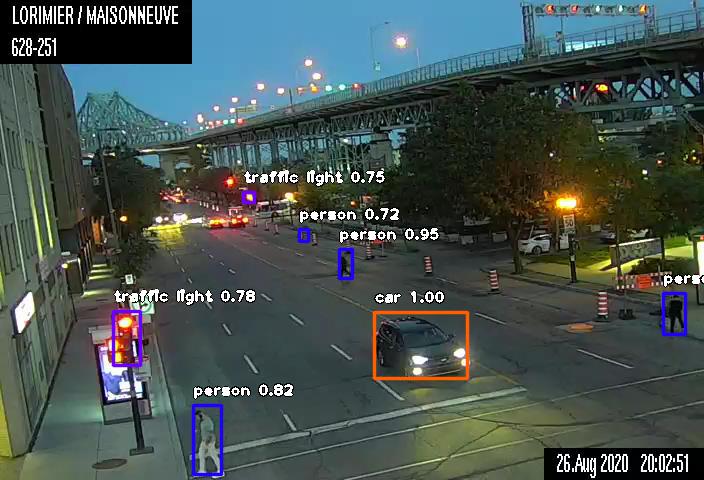 LORIMIER / MAISONNEUVE
628-251
traffic light 0.75
person 0.72
person 0.95
perso
traffic light 0.78
car 1.00
person 0.82
26.Aug 2020 20:02:51